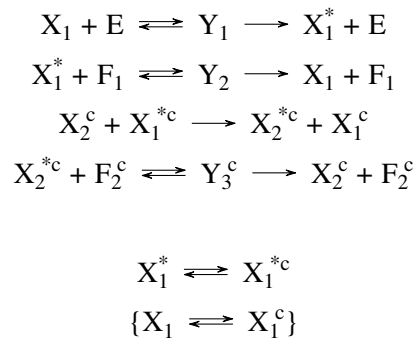 X₁ + E ⇌ Y₁ ⟶ X₁* + E
X₁* + F₁ ⇌ Y₂ ⟶ X₁ + F₁
X₂ᶜ + X₁*ᶜ ⟶ X₂*ᶜ + X₁ᶜ
X₂*ᶜ + F₂ᶜ ⇌ Y₃ᶜ ⟶ X₂ᶜ + F₂ᶜ
X₁* ⇌ X₁*ᶜ
{X₁ ⇌ X₁ᶜ}